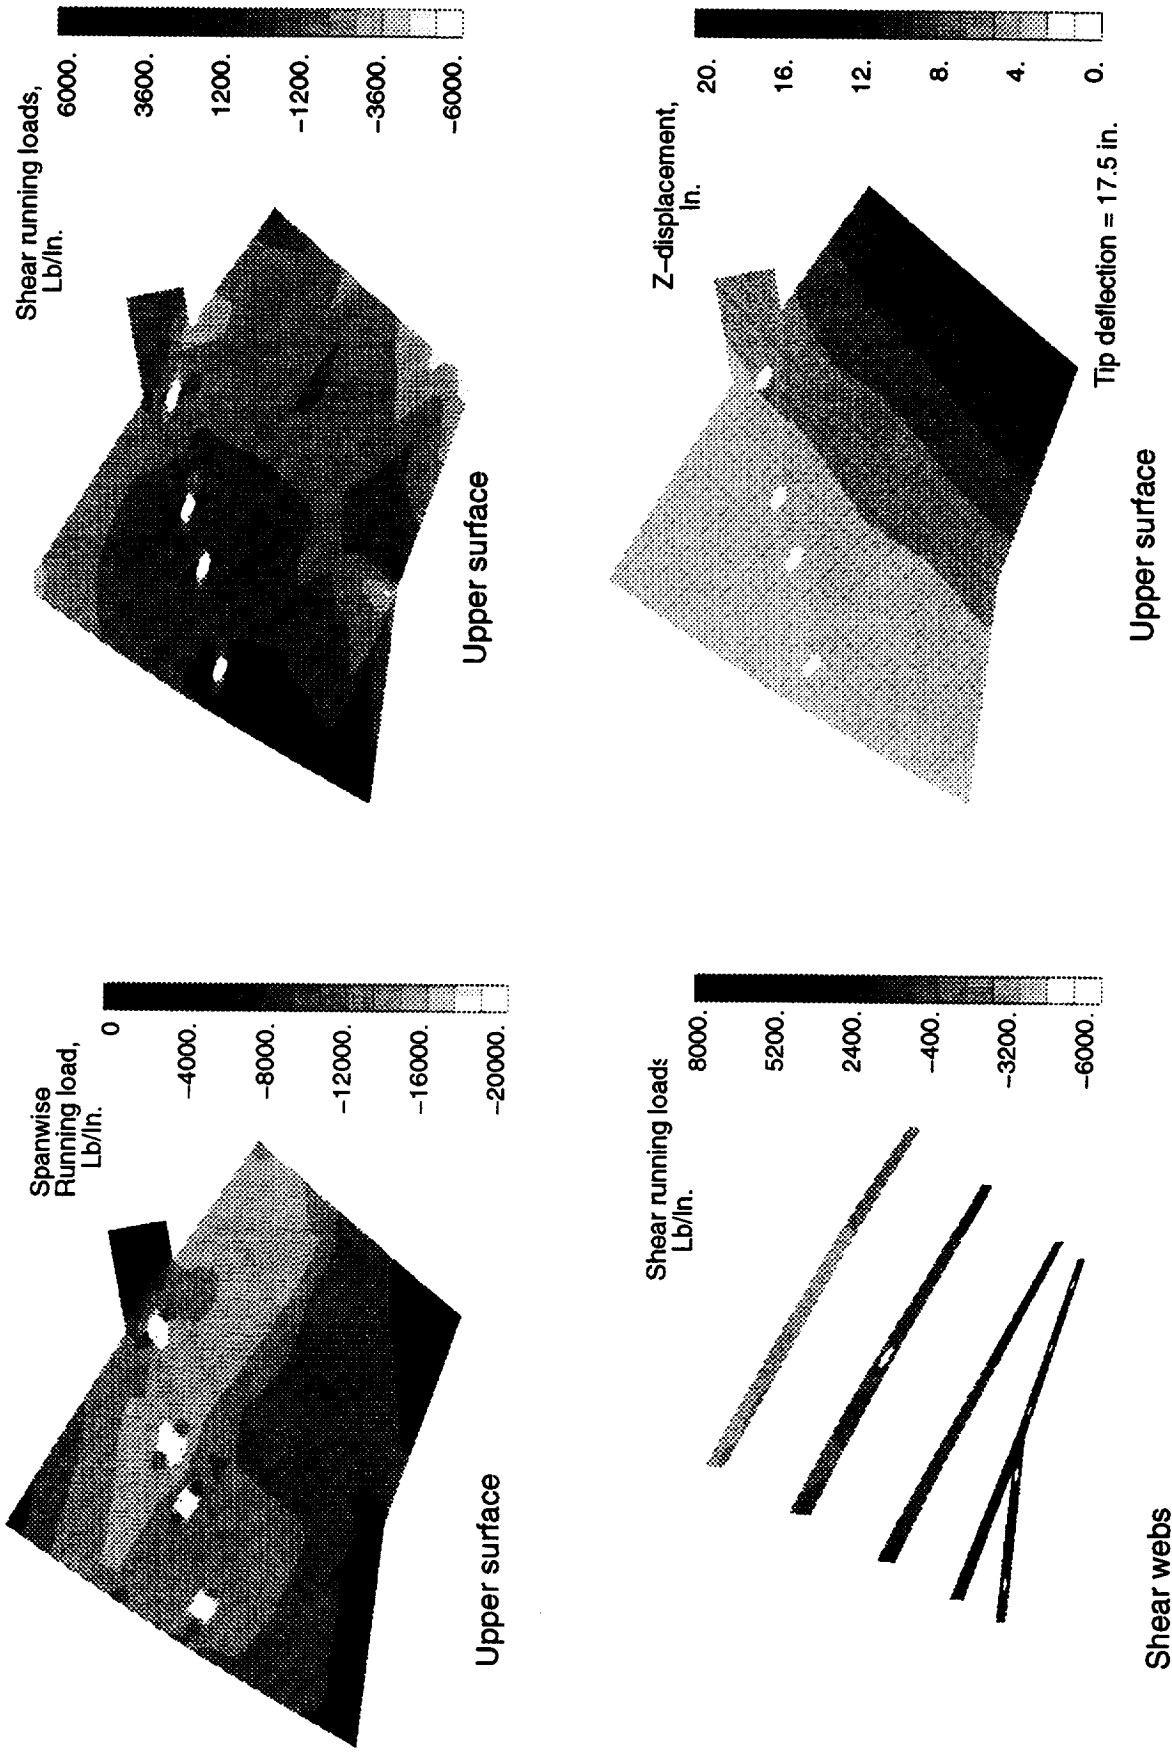 Spanwise
Running load,
Lb/In.
0
−4000.
−8000.
−12000.
−16000.
−20000.
Upper surface
Shear running loads,
Lb/In.
6000.
3600.
1200.
−1200.
−3600.
−6000.
Upper surface
Shear running loads
Lb/In.
8000.
5200.
2400.
−400.
−3200.
−6000.
Shear webs
Z−displacement,
In.
20.
16.
12.
8.
4.
0.
Tip deflection = 17.5 in.
Upper surface